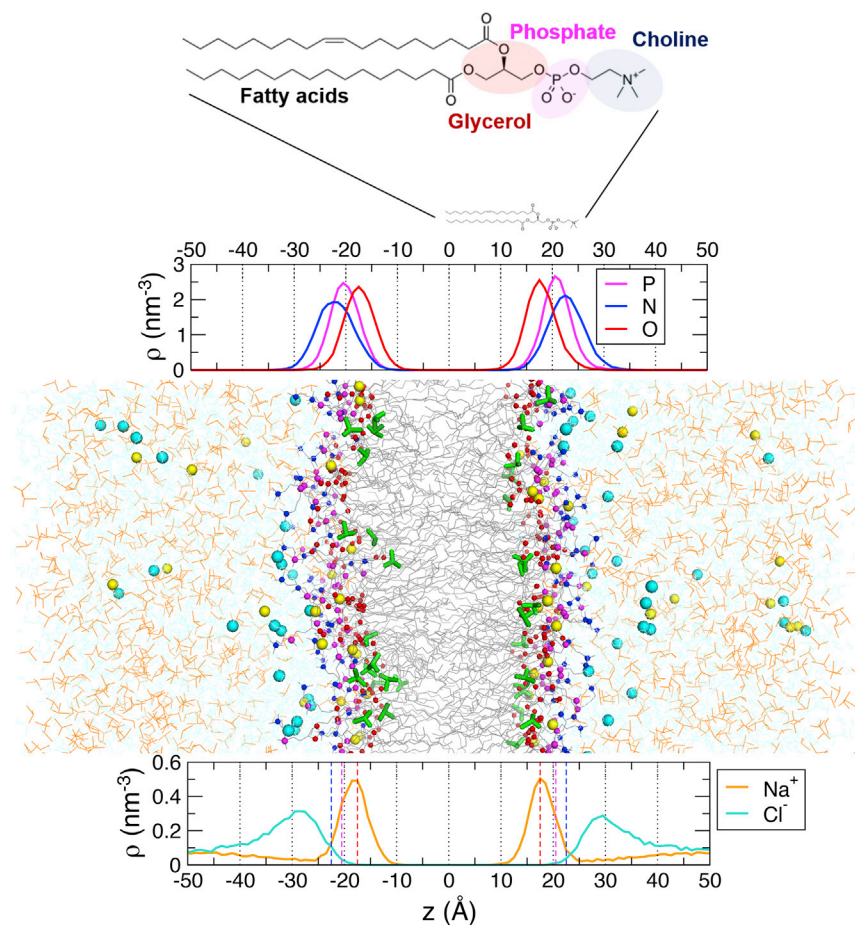 O
O
Phosphate
Choline
O
O
P
O
N+
O
O
O-
Fatty acids
Glycerol
-50 -40 -30 -20 -10 0 10 20 30 40 50
3
2
1
0
ρ (nm-3)
P
N
O
0.6
0.4
0.2
0
ρ (nm-3)
Na+
Cl-
-50 -40 -30 -20 -10 0 10 20 30 40 50
z (Å)